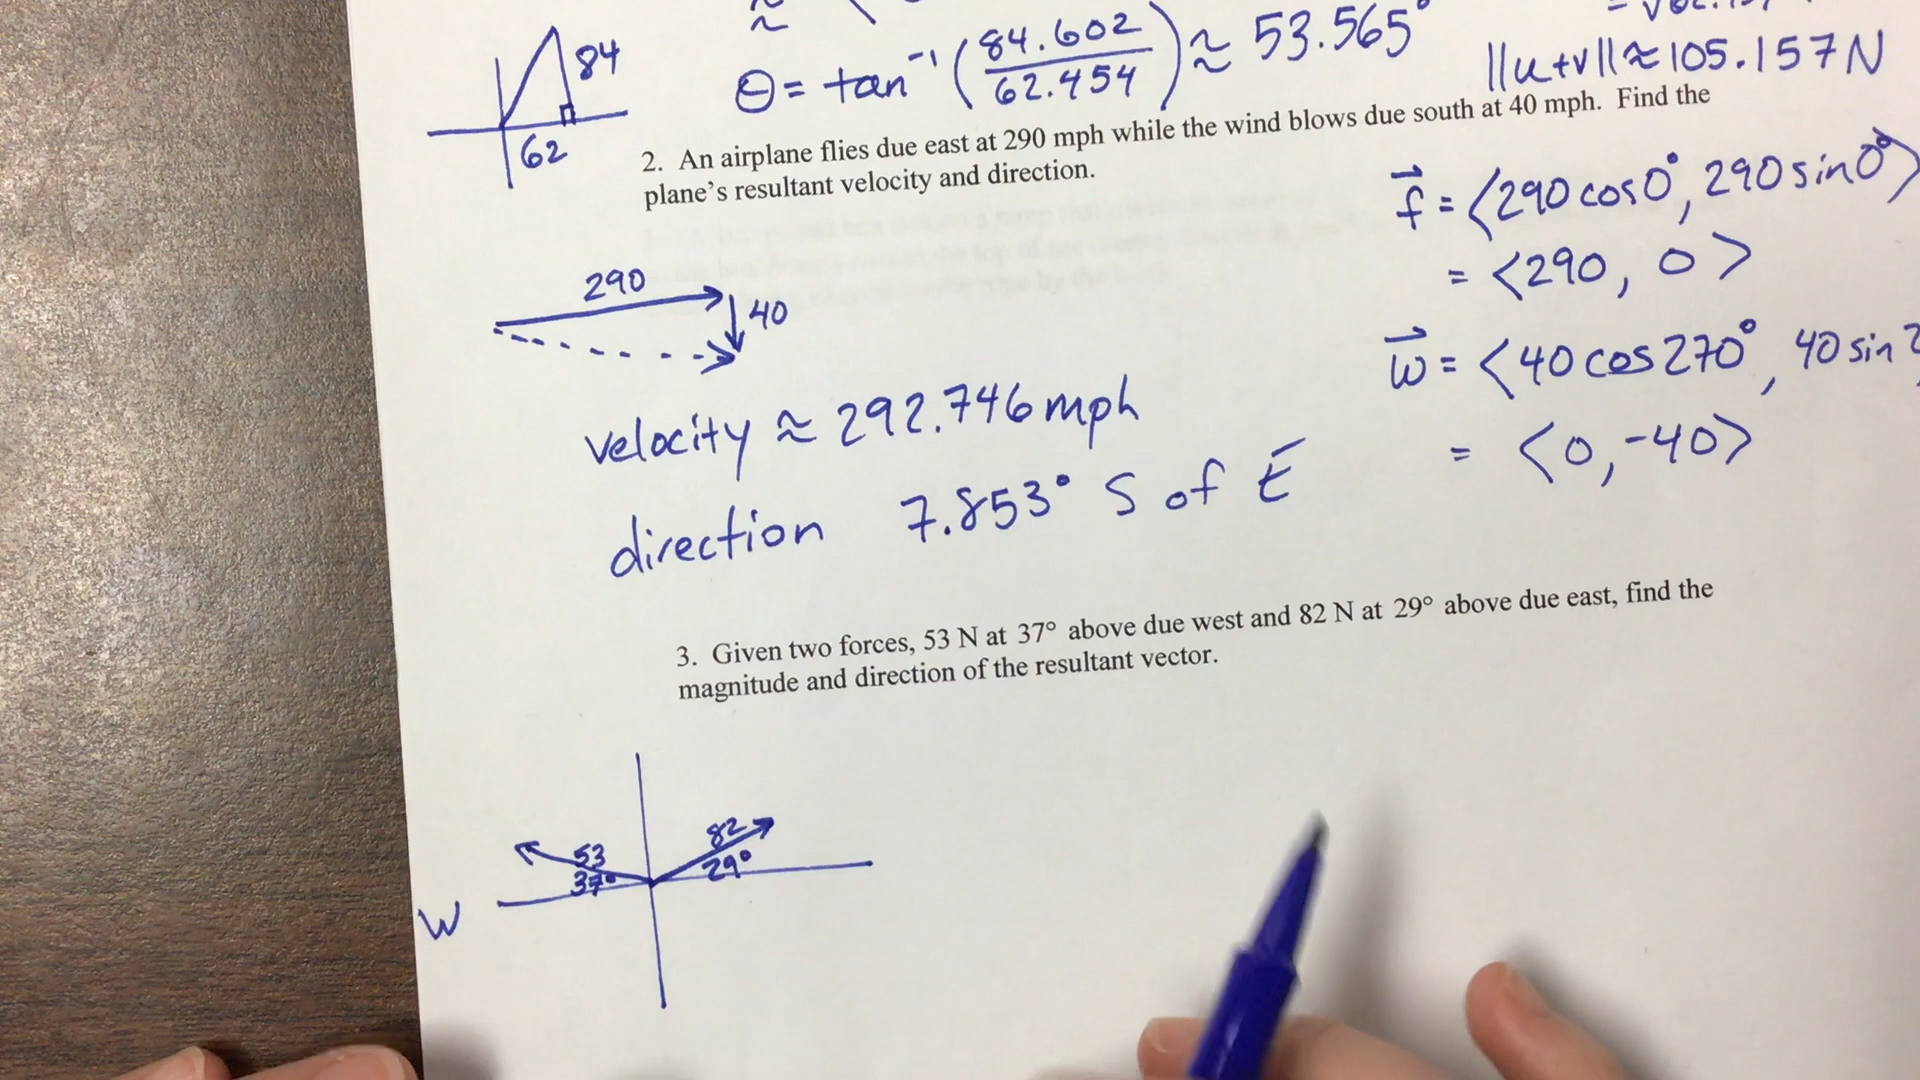 84
62
θ = tan⁻¹ (84.602 / 62.454) ≈ 53.565°
||u+v|| ≈ 105.157 N
2. An airplane flies due east at 290 mph while the wind blows due south at 40 mph. Find the
plane's resultant velocity and direction.
f = ⟨290 cos 0°, 290 sin 0°⟩
= ⟨290, 0⟩
290
40
w = ⟨40 cos 270°, 40 sin
= ⟨0, -40⟩
velocity ≈ 292.746 mph
direction 7.853° S of E
3. Given two forces, 53 N at 37° above due west and 82 N at 29° above due east, find the
magnitude and direction of the resultant vector.
53
82
37°
29°
W